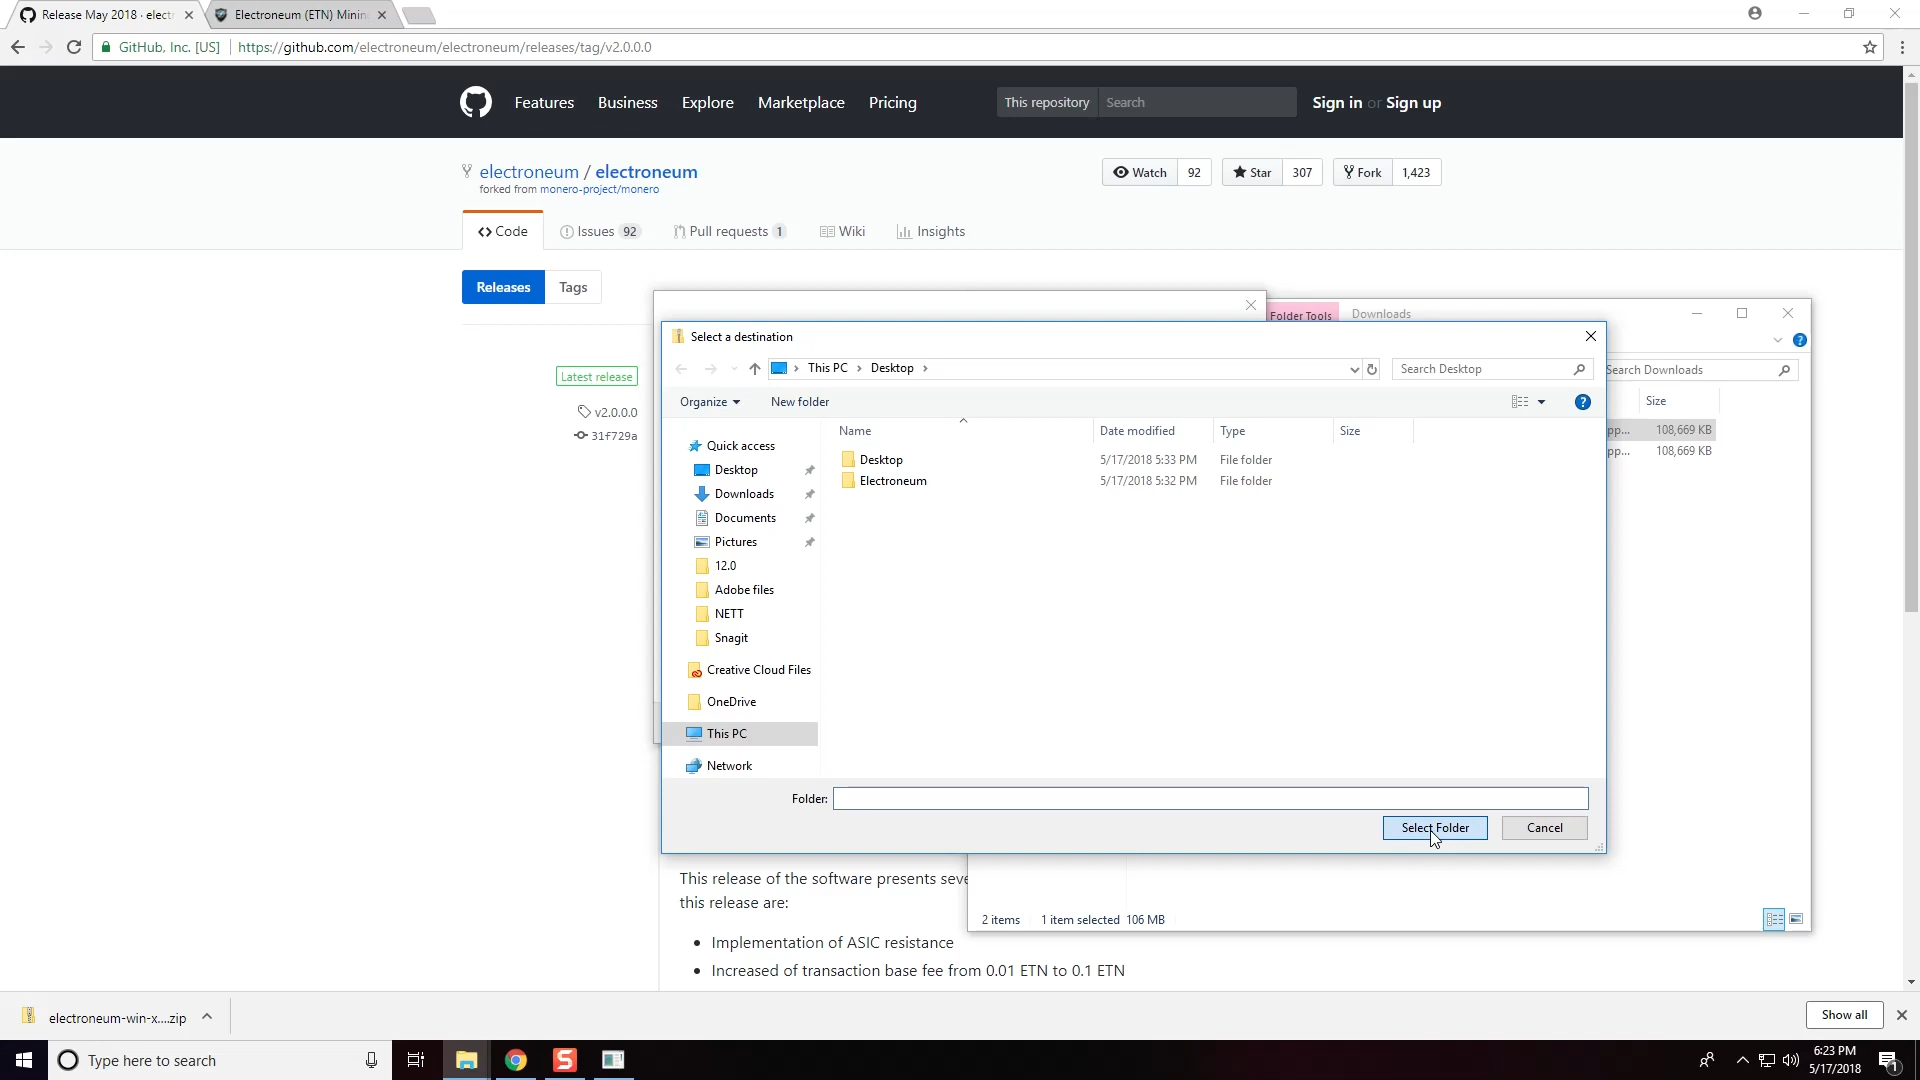 Release May 2018 · elect
Electroneum (ETN) Minin
GitHub, Inc. [US]
https://github.com/electroneum/electroneum/releases/tag/v2.0.0.0
Features
Business
Explore
Marketplace
Pricing
This repository
Search
Sign in or Sign up
electroneum / electroneum
forked from monero-project/monero
Watch 92
Star 307
Fork 1,423
Code
Issues 92
Pull requests 1
Wiki
Insights
Releases
Tags
Latest release
v2.0.0.0
31f729a
Folder Tools
Downloads
Search Downloads
Size
pp...
108,669 KB
pp...
108,669 KB
Select a destination
This PC
Desktop
Search Desktop
Organize
New folder
Name
Date modified
Type
Size
Desktop
5/17/2018 5:33 PM
File folder
Electroneum
5/17/2018 5:32 PM
File folder
Quick access
Desktop
Downloads
Documents
Pictures
12.0
Adobe files
NETT
Snagit
Creative Cloud Files
OneDrive
This PC
Network
Folder:
Select Folder
Cancel
This release of the software presents seve
this release are:
Implementation of ASIC resistance
Increased of transaction base fee from 0.01 ETN to 0.1 ETN
2 items
1 item selected 106 MB
electroneum-win-x....zip
Show all
Type here to search
6:23 PM
5/17/2018
1